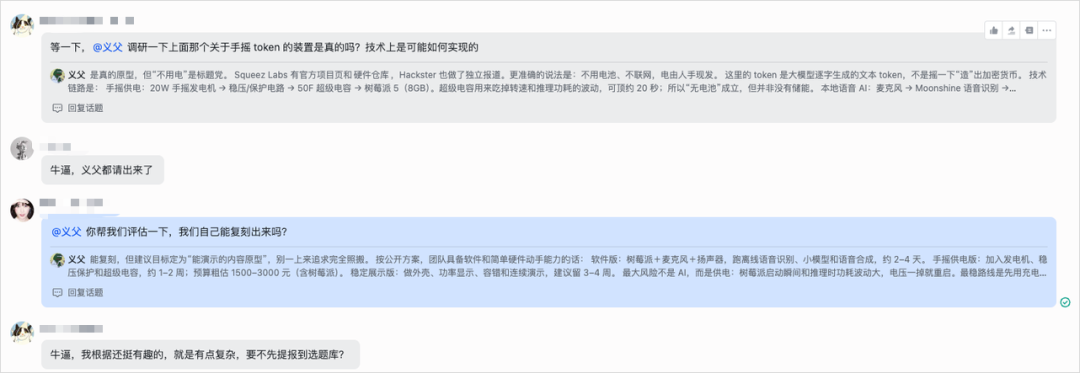 等一下，@义父 调研一下上面那个关于手摇 token 的装置是真的吗？技术上是可能如何实现的
义父 是真的原型，但“不用电”是标题党。 Squeez Labs 有官方项目页和硬件仓库，Hackster 也做了独立报道。更准确的说法是：不用电池、不联网，电由人手现发。 这里的 token 是大模型逐字生成的文本 token，不是摇一下“造”出加密货币。 技
术链路是： 手摇供电：20W 手摇发电机 → 稳压/保护电路 → 50F 超级电容 → 树莓派 5（8GB）。超级电容用来吃掉转速和推理功耗的波动，可顶约 20 秒；所以“无电池”成立，但并非没有储能。 本地语音 AI：麦克风 → Moonshine 语音识别 →...
回复话题
牛逼，义父都请出来了
@义父 你帮我们评估一下，我们自己能复刻出来吗？
义父 能复刻，但建议目标定为“能演示的内容原型”，别一上来追求完全照搬。 按公开方案，团队具备软件和简单硬件动手能力的话： 软件版：树莓派＋麦克风＋扬声器，跑离线语音识别、小模型和语音合成，约 2–4 天。 手摇供电版：加入发电机、稳
压保护和超级电容，约 1–2 周；预算粗估 1500–3000 元（含树莓派）。 稳定展示版：做外壳、功率显示、容错和连续演示，建议留 3–4 周。 最大风险不是 AI，而是供电：树莓派启动瞬间和推理时功耗波动大，电压一掉就重启。最稳路线是先用充电...
回复话题
牛逼，我根据还挺有趣的，就是有点复杂，要不先提报到选题库？